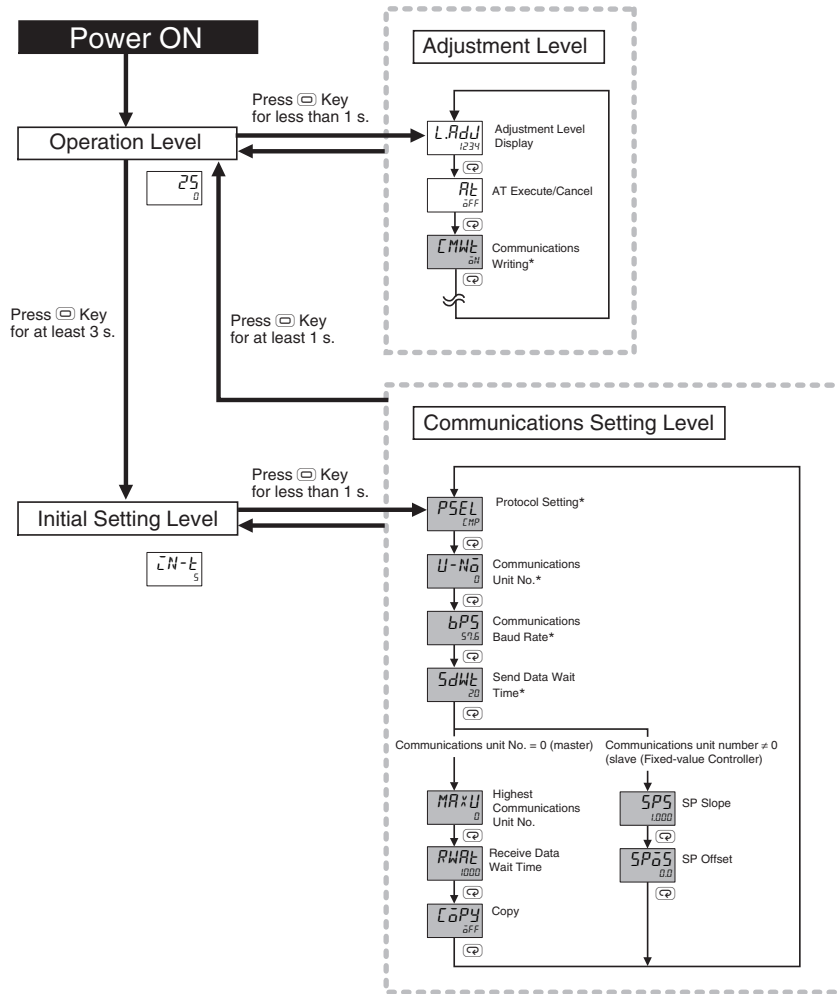 Power ON
Adjustment Level
Press Key
for less than 1 s.
Operation Level
25
0
L.AdJ
1234
Adjustment Level
Display
At
oFF
AT Execute/Cancel
CMWt
oN
Communications
Writing*
Press Key
for at least 3 s.
Press Key
for at least 1 s.
Communications Setting Level
Press Key
for less than 1 s.
Initial Setting Level
iN-t
5
PSEL
CMP
Protocol Setting*
U-No
0
Communications
Unit No.*
bPS
57.6
Communications
Baud Rate*
SdWt
20
Send Data Wait
Time*
Communications unit No. = 0 (master)
Communications unit number ≠ 0
(slave (Fixed-value Controller)
MAxU
0
Highest
Communications
Unit No.
RWAt
1000
Receive Data
Wait Time
CoPY
oFF
Copy
SPS
1.000
SP Slope
SPoS
0.0
SP Offset